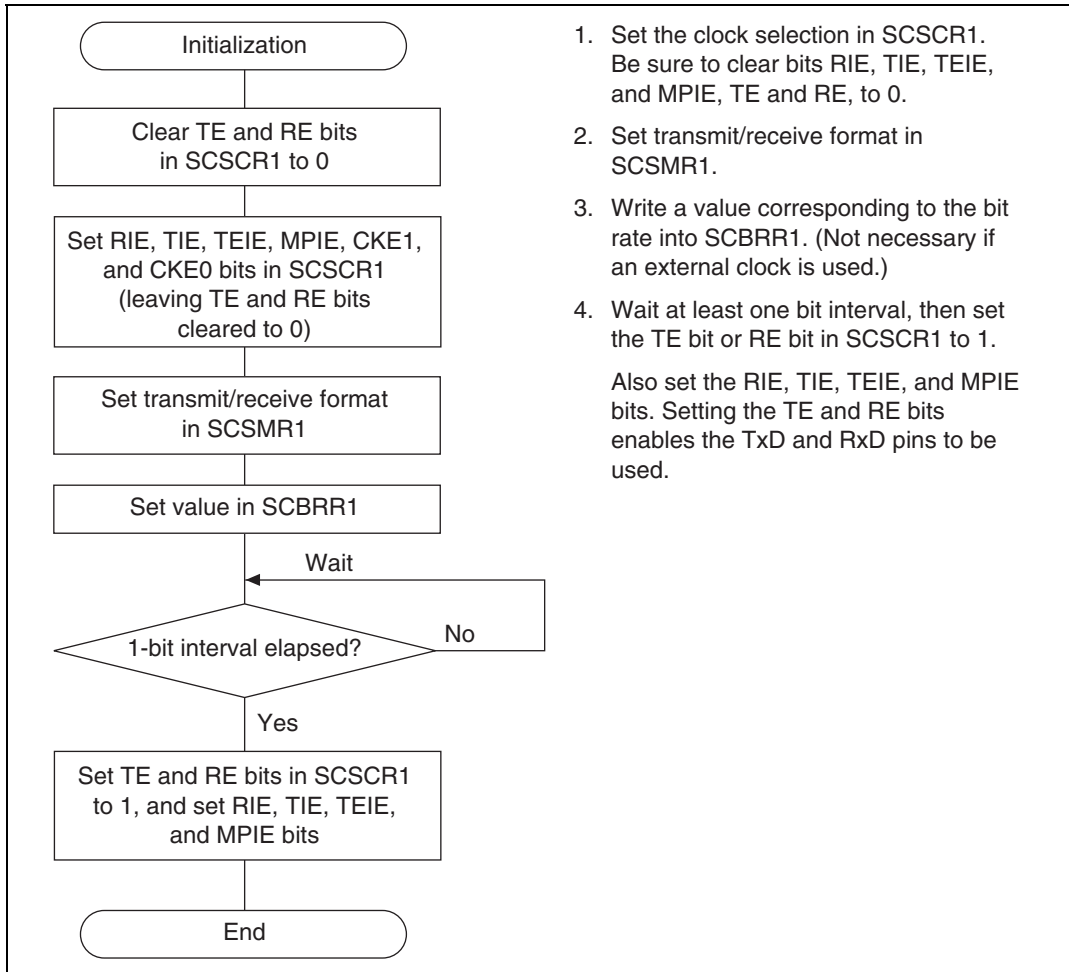 Initialization
Clear TE and RE bits
in SCSCR1 to 0
Set RIE, TIE, TEIE, MPIE, CKE1,
and CKE0 bits in SCSCR1
(leaving TE and RE bits
cleared to 0)
Set transmit/receive format
in SCSMR1
Set value in SCBRR1
Wait
1-bit interval elapsed?
No
Yes
Set TE and RE bits in SCSCR1
to 1, and set RIE, TIE, TEIE,
and MPIE bits
End
1. Set the clock selection in SCSCR1.
Be sure to clear bits RIE, TIE, TEIE,
and MPIE, TE and RE, to 0.
2. Set transmit/receive format in
SCSMR1.
3. Write a value corresponding to the bit
rate into SCBRR1. (Not necessary if
an external clock is used.)
4. Wait at least one bit interval, then set
the TE bit or RE bit in SCSCR1 to 1.
Also set the RIE, TIE, TEIE, and MPIE
bits. Setting the TE and RE bits
enables the TxD and RxD pins to be
used.